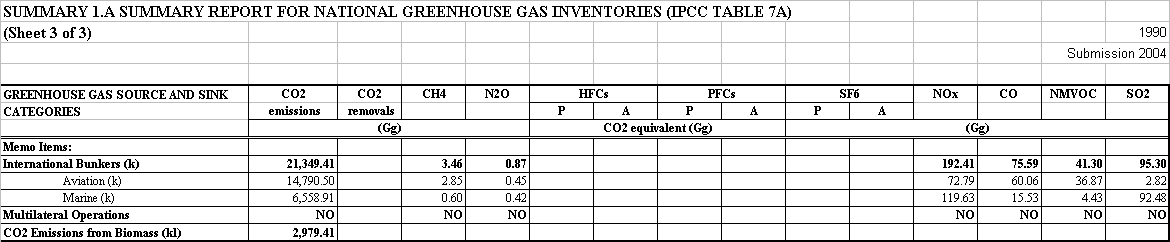 SUMMARY 1.A SUMMARY REPORT FOR NATIONAL GREENHOUSE GAS INVENTORIES (IPCC TABLE 7A)
(Sheet 3 of 3) 1990
Submission 2004
GREENHOUSE GAS SOURCE AND SINK CO2 CO2 CH4 N2O HFCs PFCs SF6 NOx CO NMVOC SO2
CATEGORIES emissions removals P A P A P A
(Gg) CO2 equivalent (Gg) (Gg)
Memo Items:
International Bunkers (k) 21,349.41 3.46 0.87 192.41 75.59 41.30 95.30
Aviation (k) 14,790.50 2.85 0.45 72.79 60.06 36.87 2.82
Marine (k) 6,558.91 0.60 0.42 119.63 15.53 4.43 92.48
Multilateral Operations NO NO NO NO NO NO NO
CO2 Emissions from Biomass (kl) 2,979.41